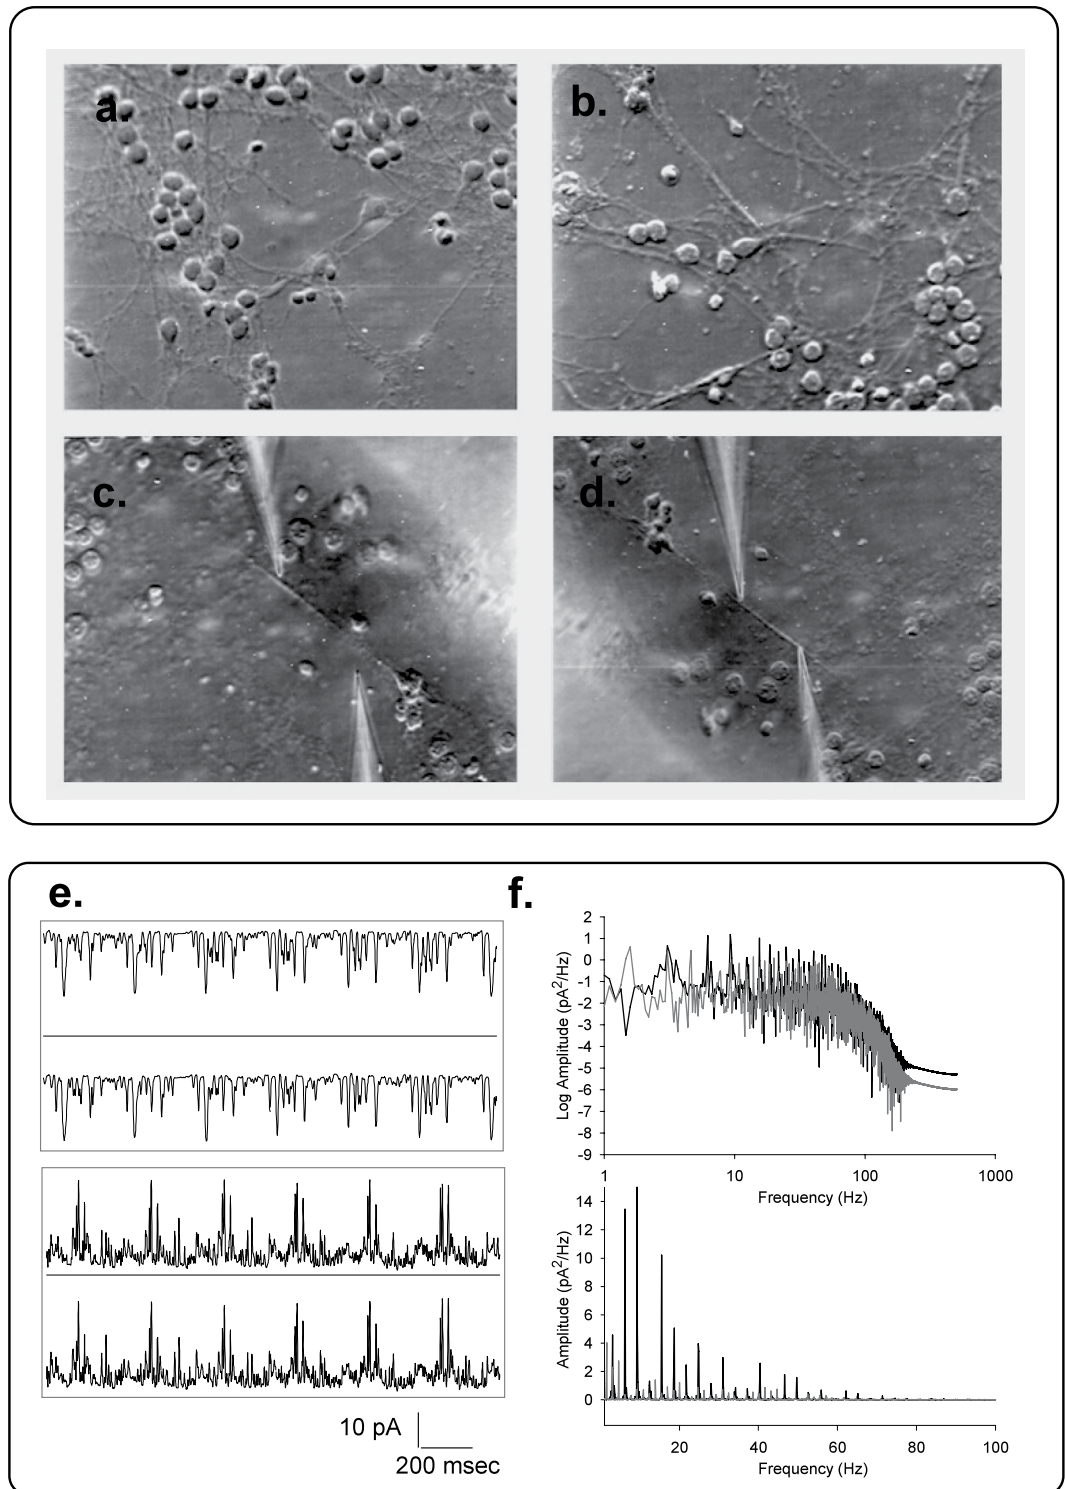 a.
b.
c.
d.
e.
f.
10 pA
200 msec
2
1
0
-1
-2
-3
-4
-5
-6
-7
-8
-9
Log Amplitude (pA²/Hz)
1
10
100
1000
Frequency (Hz)
14
12
10
8
6
4
2
0
Amplitude (pA²/Hz)
20
40
60
80
100
Frequency (Hz)